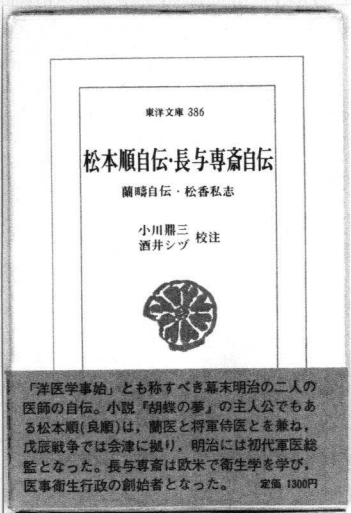 東洋文庫 386
松本順自伝・長与専斎自伝
蘭疇自伝・松香私志
小川鼎三
酒井シヅ
校注
「洋医学事始」とも称すべき幕末明治の二人の
医師の自伝。小説『胡蝶の夢』の主人公でもあ
る松本順(良順)は，蘭医と将軍侍医とを兼ね，
戊辰戦争では会津に拠り，明治には初代軍医総
監となった。長与専斎は欧米で衛生学を学び，
医事衛生行政の創始者となった。 定価 1300円